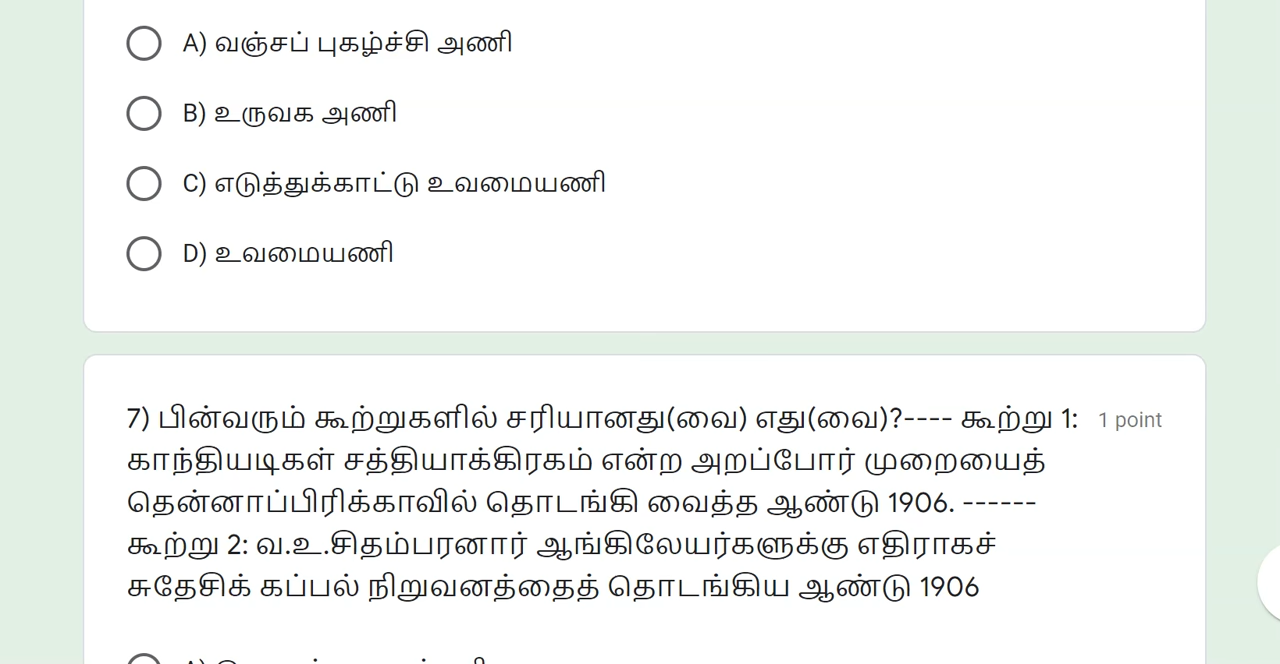 A) வஞ்சப் புகழ்ச்சி அணி
B) உருவக அணி
C) எடுத்துக்காட்டு உவமையணி
D) உவமையணி
7) பின்வரும் கூற்றுகளில் சரியானது(வை) எது(வை)?---- கூற்று 1: 1 point
காந்தியடிகள் சத்தியாக்கிரகம் என்ற அறப்போர் முறையைத்
தென்னாப்பிரிக்காவில் தொடங்கி வைத்த ஆண்டு 1906. ------
கூற்று 2: வ.உ.சிதம்பரனார் ஆங்கிலேயர்களுக்கு எதிராகச்
சுதேசிக் கப்பல் நிறுவனத்தைத் தொடங்கிய ஆண்டு 1906